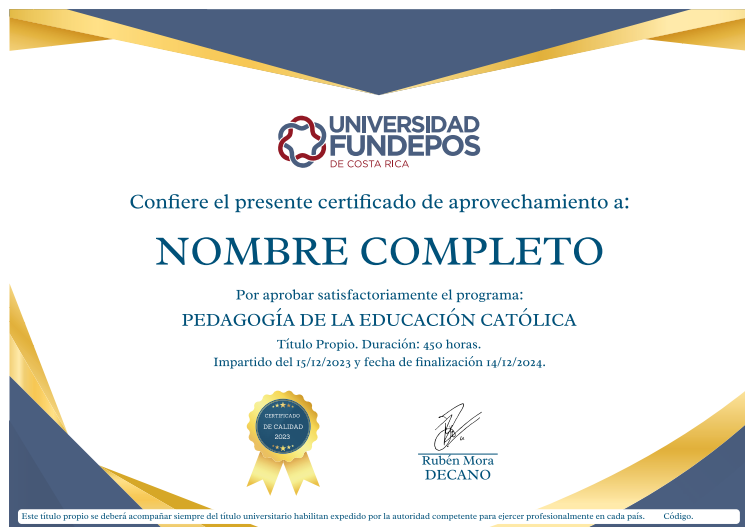 UNIVERSIDAD
FUNDEPOS
DE COSTA RICA
Confiere el presente certificado de aprovechamiento a:
NOMBRE COMPLETO
Por aprobar satisfactoriamente el programa:
PEDAGOGÍA DE LA EDUCACIÓN CATÓLICA
Título Propio. Duración: 450 horas.
Impartido del 15/12/2023 y fecha de finalización 14/12/2024.
CERTIFICADO
DE CALIDAD
2023
Rubén Mora
DECANO
Este título propio se deberá acompañar siempre del título universitario habilitan expedido por la autoridad competente para ejercer profesionalmente en cada país. Código.